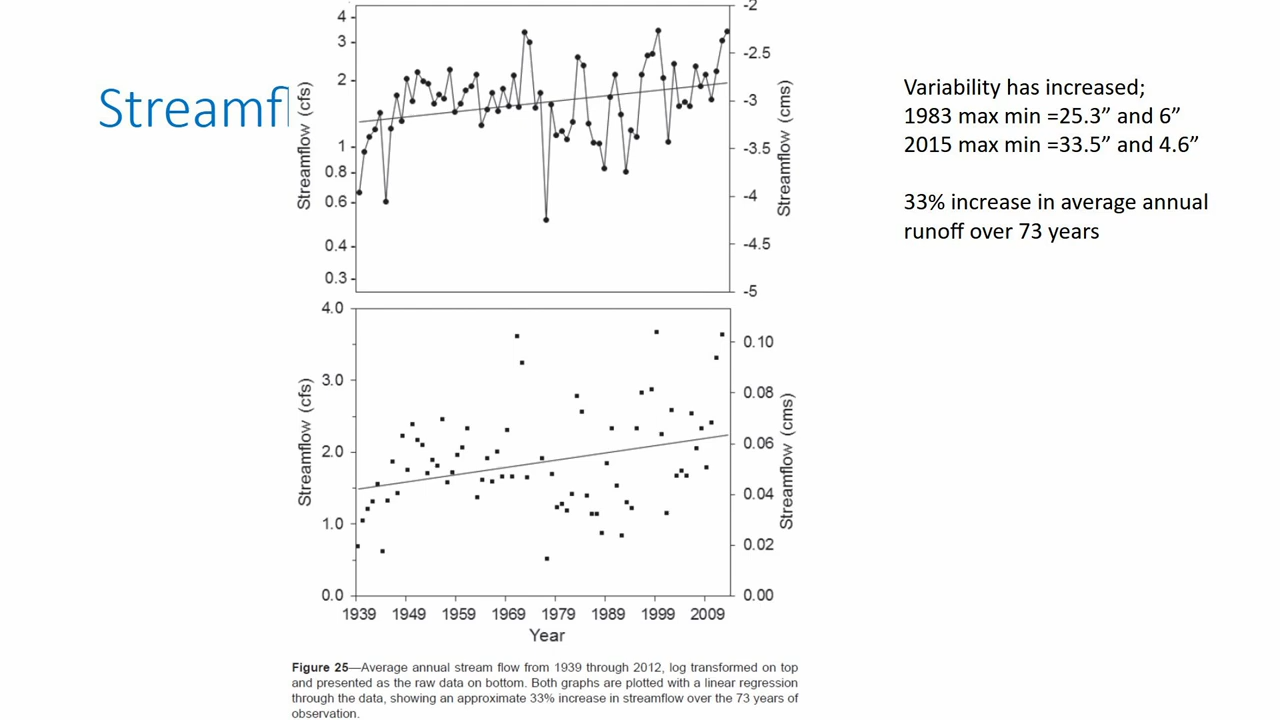 Streamf
4
3
2
1
0.8
0.6
0.4
0.3
Streamflow (cfs)
-2
-2.5
-3
-3.5
-4
-4.5
-5
Streamflow (cms)
4.0
3.0
2.0
1.0
0.0
Streamflow (cfs)
0.10
0.08
0.06
0.04
0.02
0.00
Streamflow (cms)
1939 1949 1959 1969 1979 1989 1999 2009
Year
Figure 25—Average annual stream flow from 1939 through 2012, log transformed on top
and presented as the raw data on bottom. Both graphs are plotted with a linear regression
through the data, showing an approximate 33% increase in streamflow over the 73 years of
observation.
Variability has increased;
1983 max min =25.3” and 6”
2015 max min =33.5” and 4.6”
33% increase in average annual
runoff over 73 years